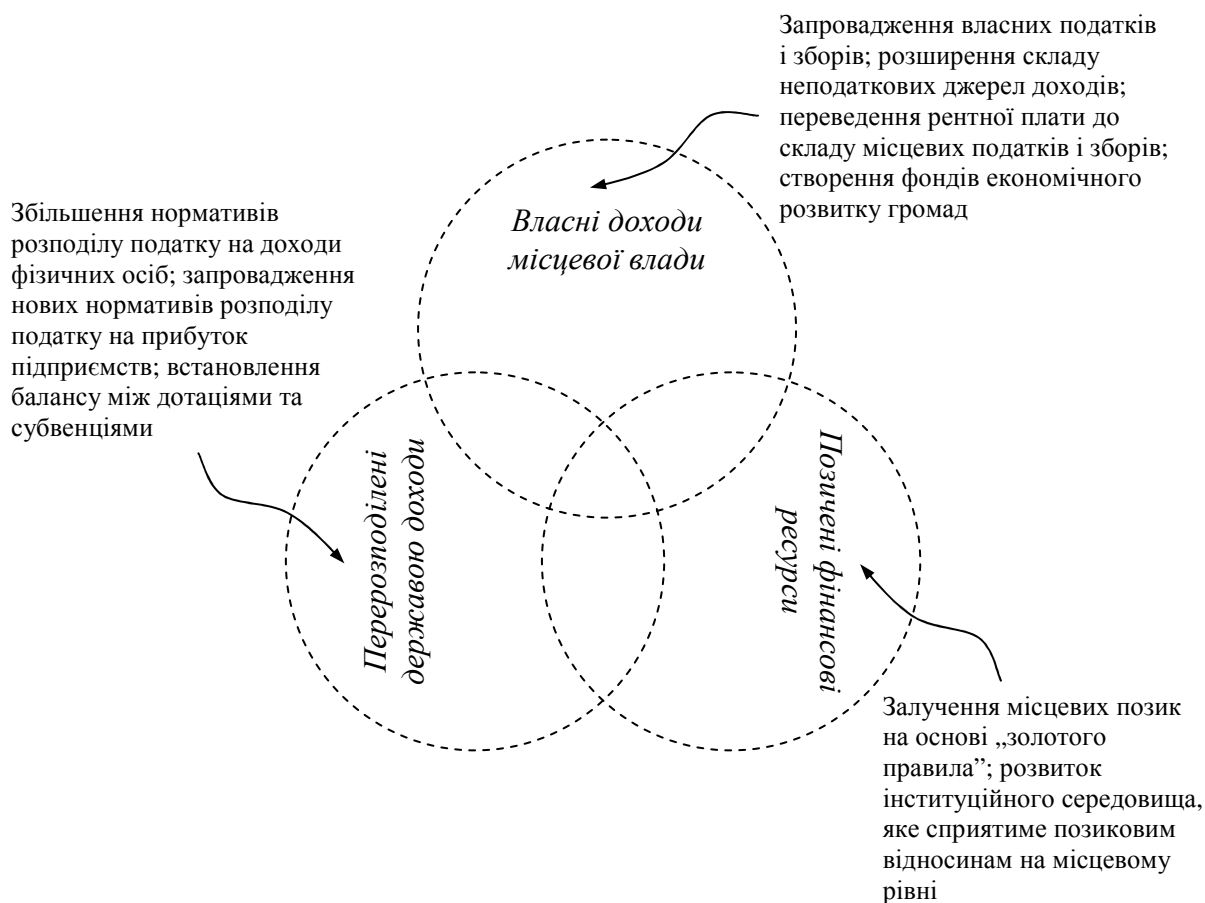 Запровадження власних податків
і зборів; розширення складу
неподаткових джерел доходів;
переведення рентної плати до
складу місцевих податків і зборів;
створення фондів економічного
розвитку громад
Власні доходи
місцевої влади
Збільшення нормативів
розподілу податку на доходи
фізичних осіб; запровадження
нових нормативів розподілу
податку на прибуток
підприємств; встановлення
балансу між дотаціями та
субвенціями
Перерозподілені
державою доходи
Позичені фінансові
ресурси
Залучення місцевих позик
на основі „золотого
правила”; розвиток
інституційного середовища,
яке сприятиме позиковим
відносинам на місцевому
рівні